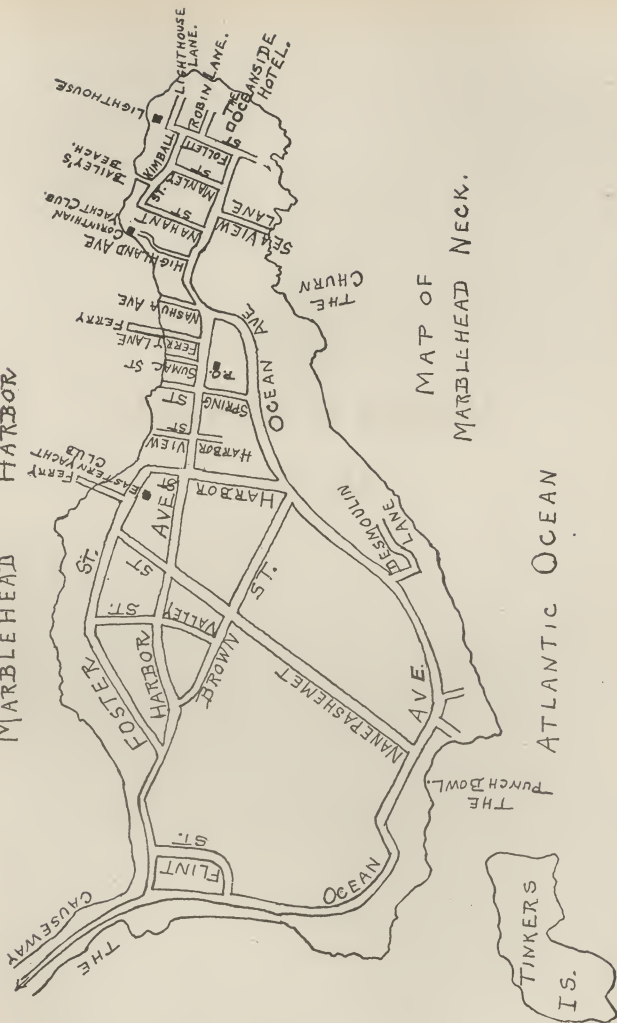 MARBLEHEAD HARBOR
LIGHTHOUSE
LIGHTHOUSE
LANE.
ROBIN LANE.
THE
OCEANSIDE
HOTEL.
BAILEY'S
BEACH.
KIMBALL
ST.
FOLLETT
ST
MANLEY
ST
CORINTHIAN
YACHT CLUB.
NAHANT
ST
SEAVIEW
LANE
HIGHLAND AVE.
THE
CHURN
NASHUA AVE
FERRY
FERRY LANE
SUMAC ST
P.O.
SPRING
ST
OCEAN AVE
HARBOR
VIEW
ST
FERRY
EASTERN YACHT
CLUB
HARBOR
ST
AVE
FOSTER
ST.
HARBOR
VALLEY
ST.
BROWN
ST.
NANEPASHEMET
ST
DESMOULIN
LANE
OCEAN
AVE.
FLINT
ST.
THE
CAUSEWAY
THE
PUNCH BOWL.
ATLANTIC OCEAN
TINKERS
IS.
MAP OF
MARBLEHEAD NECK.